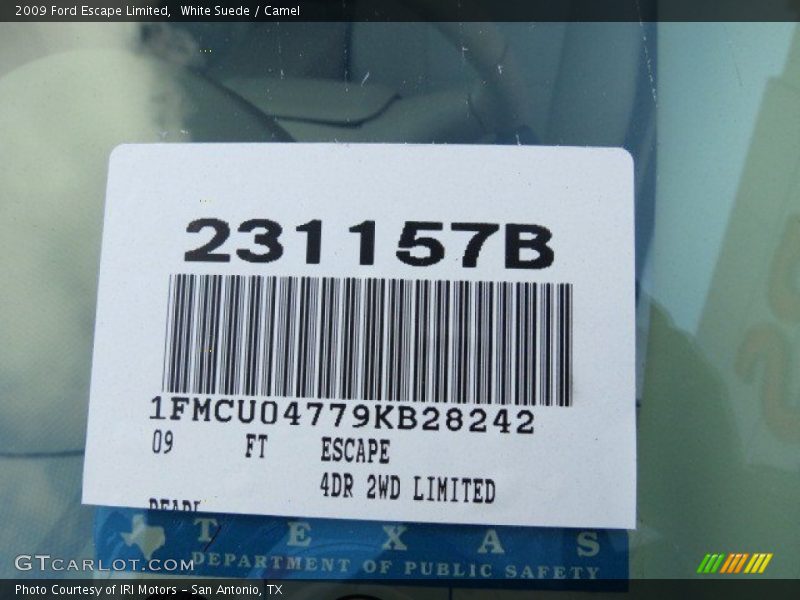 2009 Ford Escape Limited, White Suede / Camel
231157B
1FMCU04779KB28242
09 FT ESCAPE
4DR 2WD LIMITED
TEXAS
DEPARTMENT OF PUBLIC SAFETY
GTCARLOT.COM
Photo Courtesy of IRI Motors – San Antonio, TX